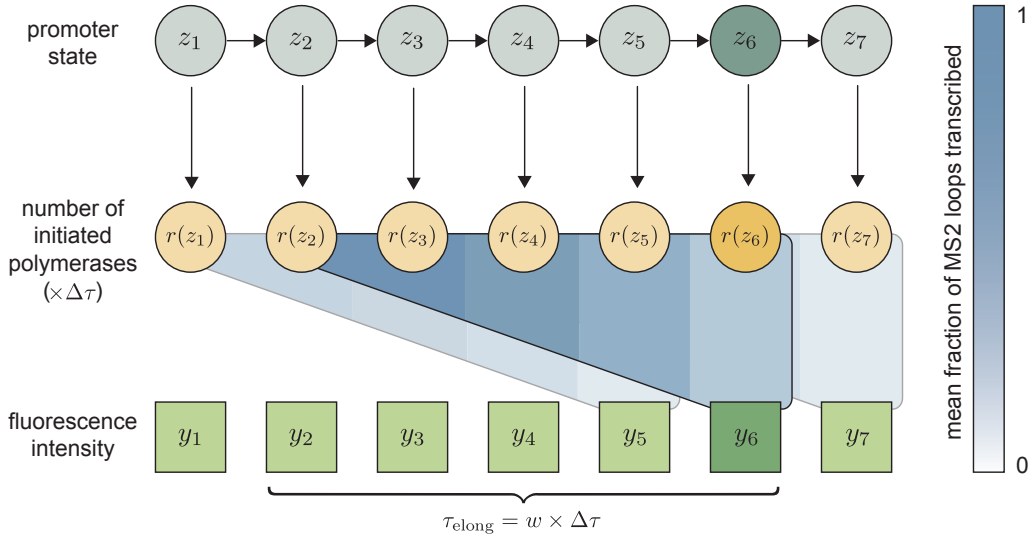 promoter
state
z₁ z₂ z₃ z₄ z₅ z₆ z₇
number of
initiated
polymerases
(×Δτ)
r(z₁) r(z₂) r(z₃) r(z₄) r(z₅) r(z₆) r(z₇)
fluorescence
intensity
y₁ y₂ y₃ y₄ y₅ y₆ y₇
τ_elong = w × Δτ
mean fraction of MS2 loops transcribed
1
0